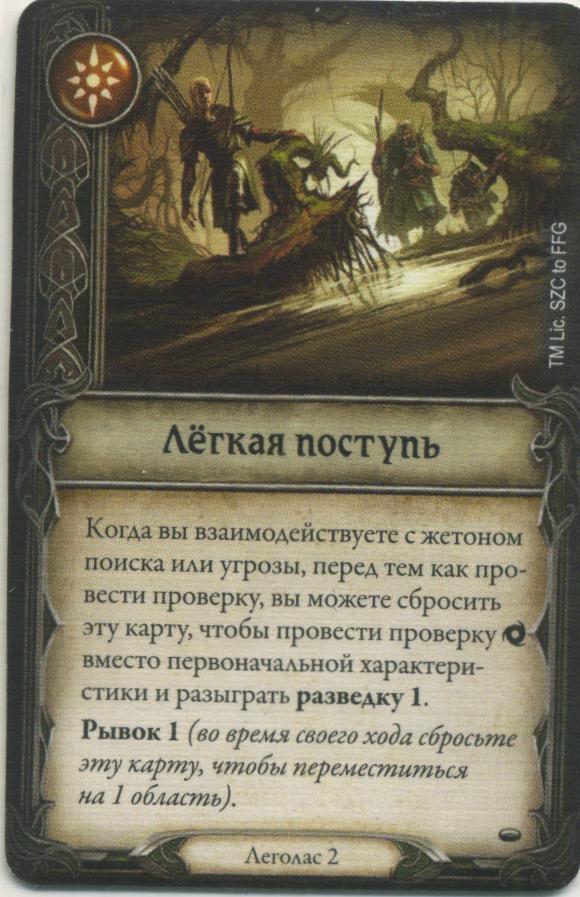 TM Lic. SZC to FFG
Лёгкая поступь
Когда вы взаимодействуете с жетоном
поиска или угрозы, перед тем как про-
вести проверку, вы можете сбросить
эту карту, чтобы провести проверку
вместо первоначальной характери-
стики и разыграть разведку 1.
Рывок 1 (во время своего хода сбросьте
эту карту, чтобы переместиться
на 1 область).
Леголас 2